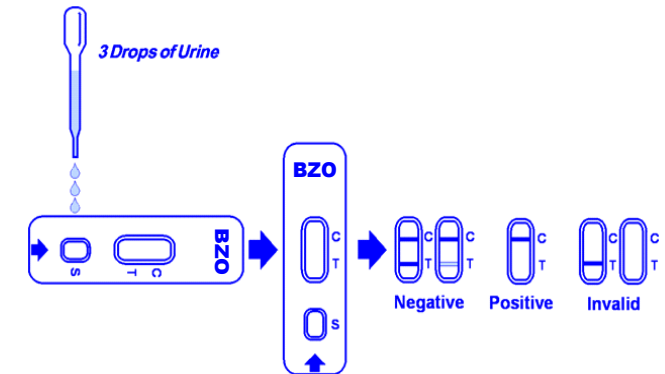 3 Drops of Urine
S
T C
BZO
BZO
C
T
S
C
T
C
T
Negative
C
T
Positive
C
T
C
T
Invalid